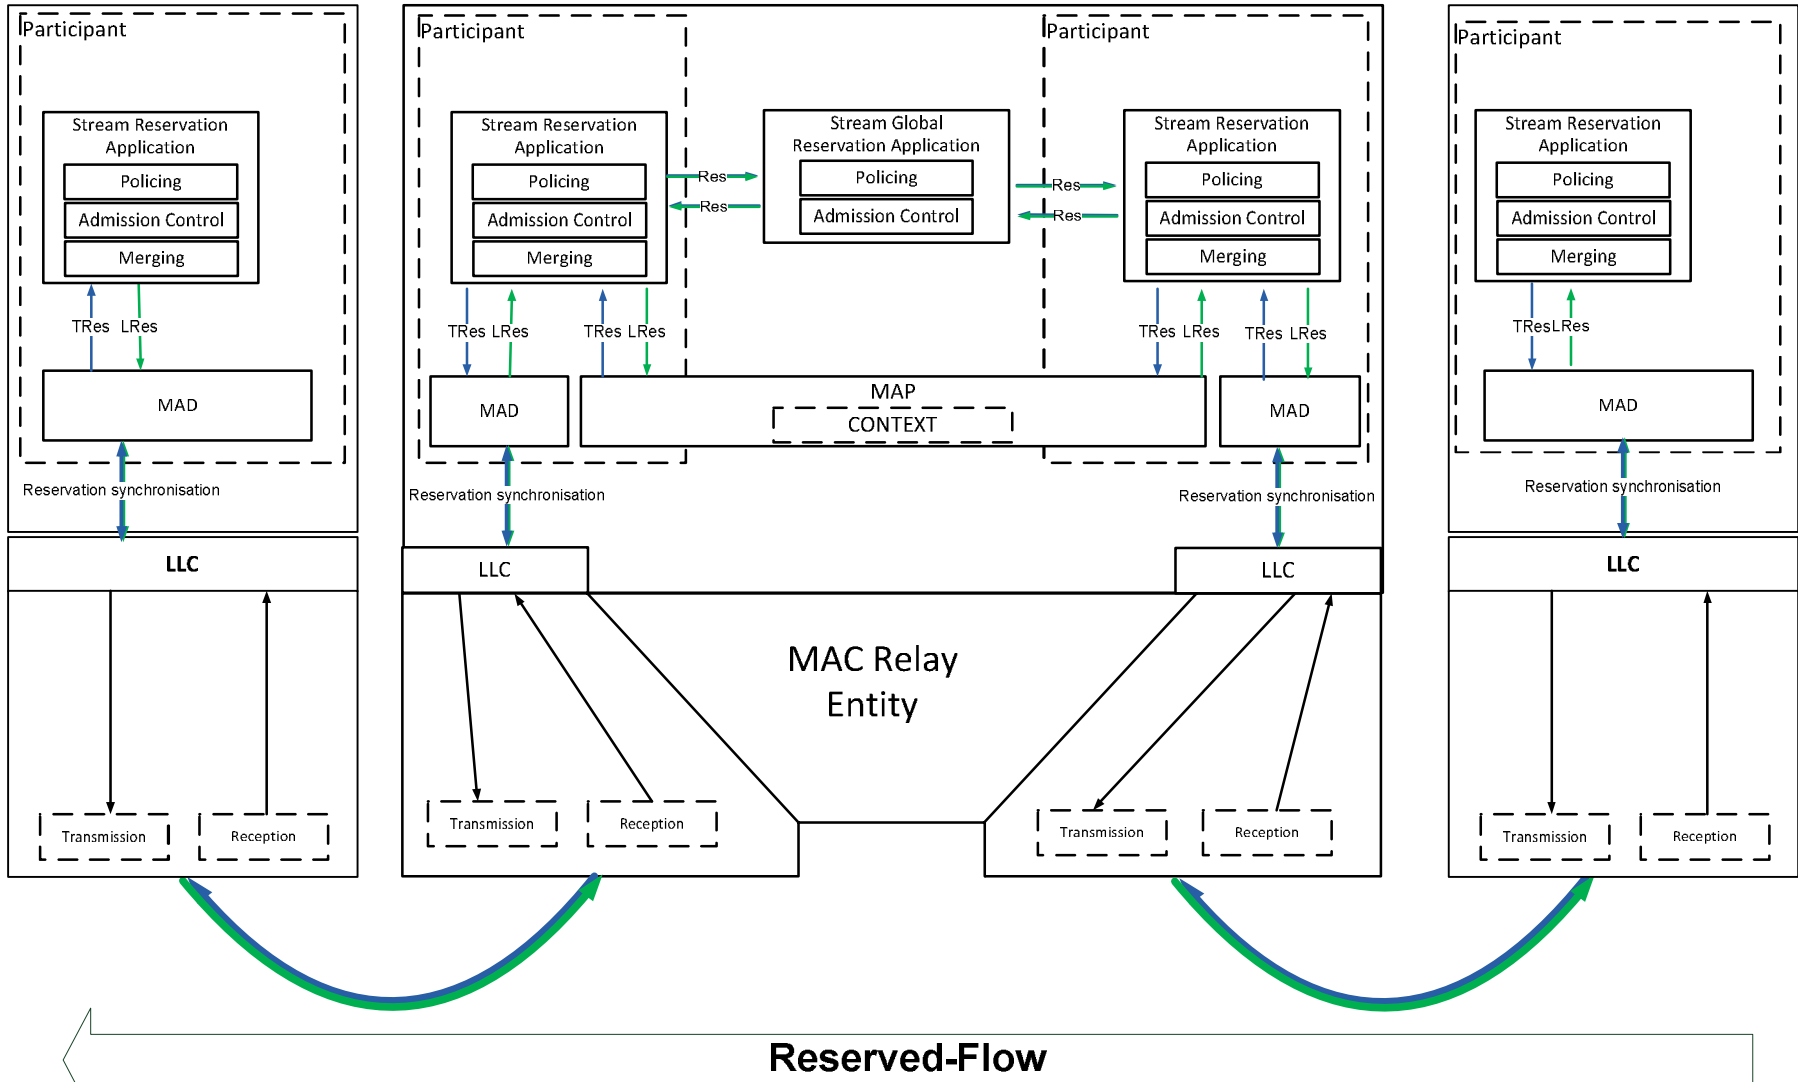 Participant
Stream Reservation
Application
Policing
Admission Control
Merging
TRes
LRes
MAD
Reservation synchronisation
LLC
Transmission
Reception
Participant
Stream Reservation
Application
Policing
Admission Control
Merging
Res
Res
Stream Global
Reservation Application
Policing
Admission Control
Res
Res
Participant
Stream Reservation
Application
Policing
Admission Control
Merging
TRes
LRes
TRes
LRes
TRes
LRes
TRes
LRes
MAD
MAP
CONTEXT
MAD
Reservation synchronisation
Reservation synchronisation
LLC
LLC
MAC Relay
Entity
Transmission
Reception
Transmission
Reception
Participant
Stream Reservation
Application
Policing
Admission Control
Merging
TRes
LRes
MAD
Reservation synchronisation
LLC
Transmission
Reception
Reserved-Flow